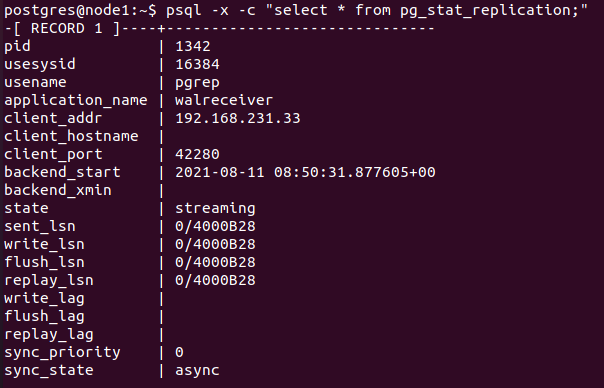 postgres@node1:~$ psql -x -c "select * from pg_stat_replication;"
-[ RECORD 1 ]----+------------------------------
pid              | 1342
usesysid         | 16384
usename          | pgrep
application_name | walreceiver
client_addr      | 192.168.231.33
client_hostname  |
client_port      | 42280
backend_start    | 2021-08-11 08:50:31.877605+00
backend_xmin     |
state            | streaming
sent_lsn         | 0/4000B28
write_lsn        | 0/4000B28
flush_lsn        | 0/4000B28
replay_lsn       | 0/4000B28
write_lag        |
flush_lag        |
replay_lag       |
sync_priority    | 0
sync_state       | async